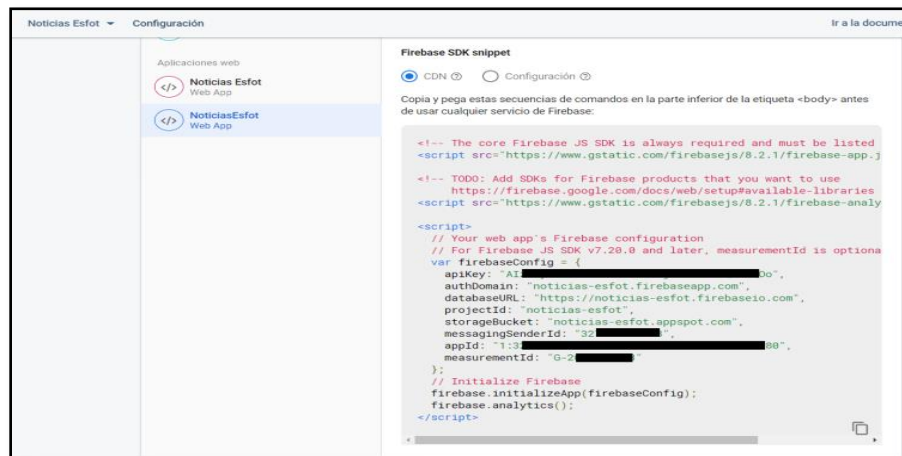 Noticias Esfot Configuración Ir a la docume
Aplicaciones web
Noticias Esfot
Web App
NoticiasEsfot
Web App
Firebase SDK snippet
CDN Configuración
Copia y pega estas secuencias de comandos en la parte inferior de la etiqueta <body> antes
de usar cualquier servicio de Firebase:
<!-- The core Firebase JS SDK is always required and must be listed
<script src="https://www.gstatic.com/firebasejs/8.2.1/firebase-app.j
<!-- TODO: Add SDKs for Firebase products that you want to use
https://firebase.google.com/docs/web/setup#available-libraries
<script src="https://www.gstatic.com/firebasejs/8.2.1/firebase-analy
<script>
// Your web app's Firebase configuration
// For Firebase JS SDK v7.20.0 and later, measurementId is optiona
var firebaseConfig = {
apiKey: "AI Do",
authDomain: "noticias-esfot.firebaseapp.com",
databaseURL: "https://noticias-esfot.firebaseio.com",
projectId: "noticias-esfot",
storageBucket: "noticias-esfot.appspot.com",
messagingSenderId: "32 ",
appId: "1:3 80",
measurementId: "G-2 "
};
// Initialize Firebase
firebase.initializeApp(firebaseConfig);
firebase.analytics();
</script>